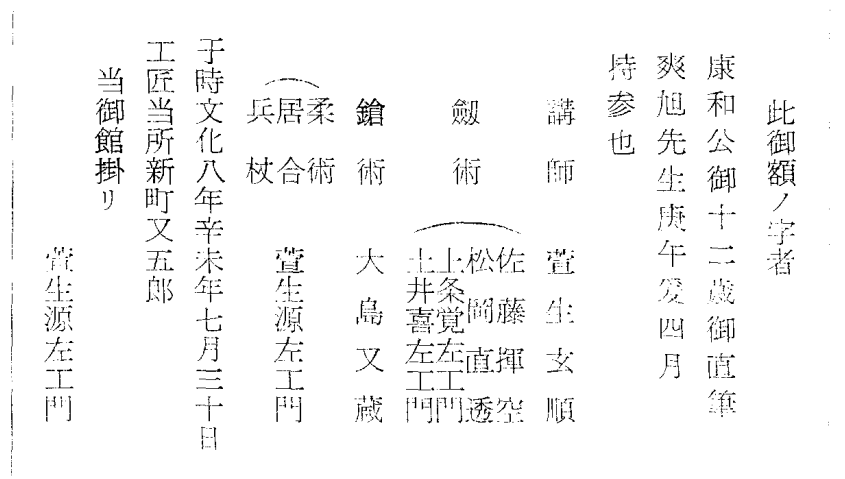 此御額ノ字者
康和公御十二歳御直筆
爽旭先生庚午爰四月
持参也
講師　萱生玄順
劔術　佐藤揮空
松岡直透
上条覚左工門
土井喜左工門
鎗術　大島又蔵
柔術
居合　萱生源左工門
兵杖
于時文化八年辛未年七月三十日
工匠当所新町又五郎
当御館掛リ
萱生源左工門